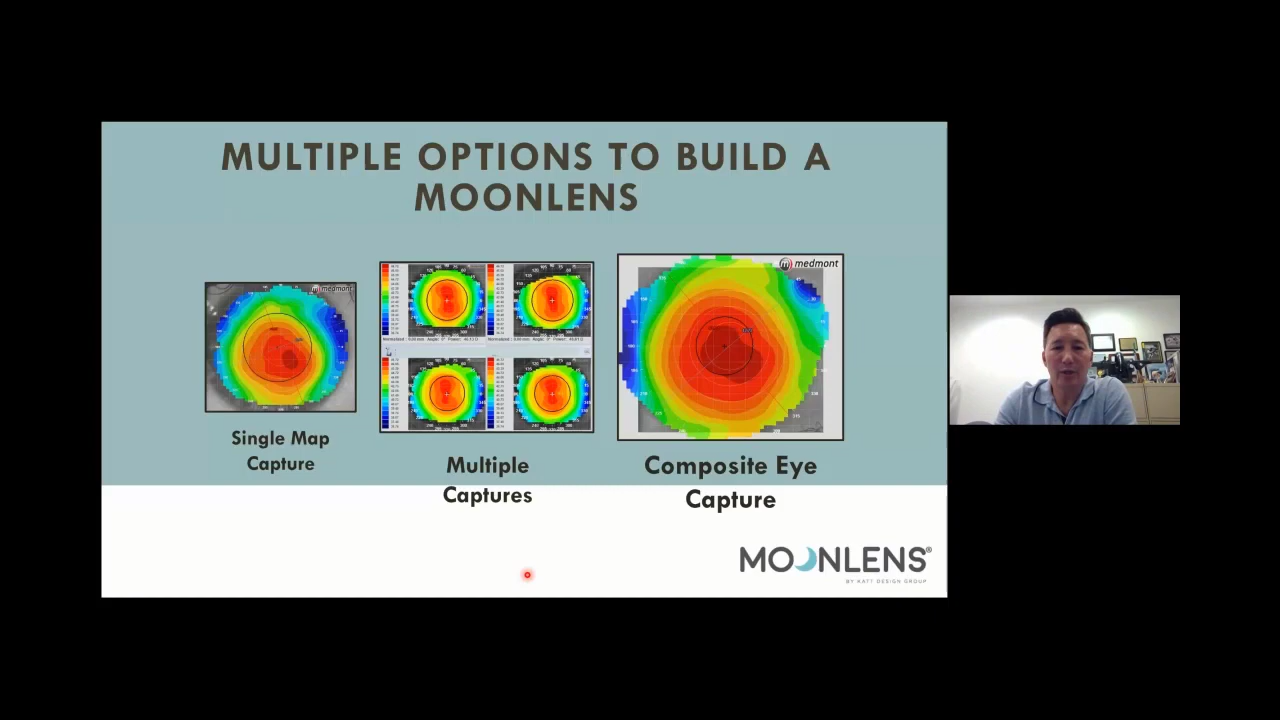 MULTIPLE OPTIONS TO BUILD A
MOONLENS
medmont
medmont
Single Map
Capture
Multiple
Captures
Composite Eye
Capture
MOONLENS®
BY KATT DESIGN GROUP